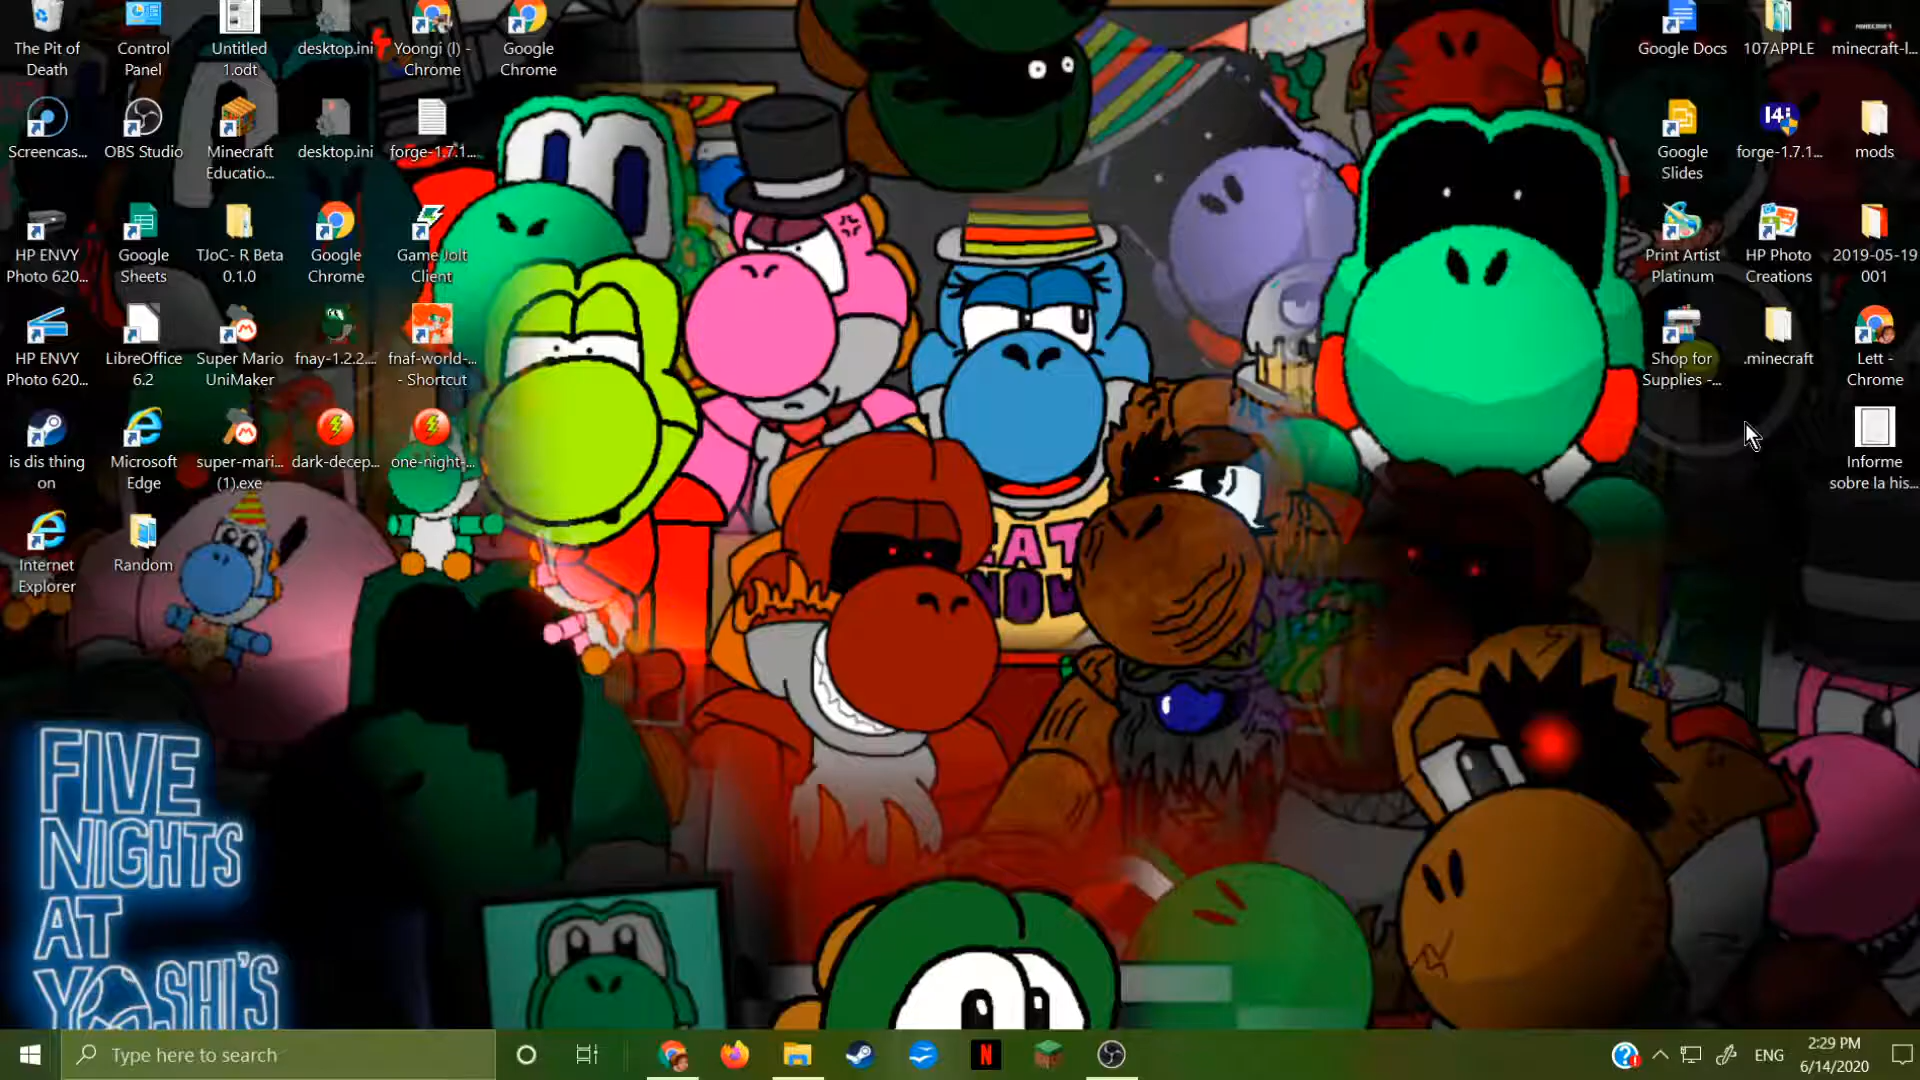 The Pit of
Death
Control
Panel
Untitled
1.odt
desktop.ini
Yoongi (I) -
Chrome
Google
Chrome
Google Docs
107APPLE
MINECRAFT
minecraft-l...
Screencas...
OBS Studio
Minecraft
Educatio...
desktop.ini
forge-1.7.1...
Google
Slides
14i
forge-1.7.1...
mods
HP ENVY
Photo 620...
Google
Sheets
TJoC- R Beta
0.1.0
Google
Chrome
Game Jolt
Client
Print Artist
Platinum
HP Photo
Creations
2019-05-19
001
HP ENVY
Photo 620...
LibreOffice
6.2
Super Mario
UniMaker
fnay-1.2.2....
fnaf-world-...
- Shortcut
Shop for
Supplies -...
.minecraft
Lett -
Chrome
is dis thing
on
Microsoft
Edge
super-mari...
(1).exe
dark-decep...
one-night-...
Informe
sobre la his...
Internet
Explorer
Random
EAT
NOW
FIVE
NIGHTS
AT
YOSHI'S
Type here to search
N
ENG
2:29 PM
6/14/2020